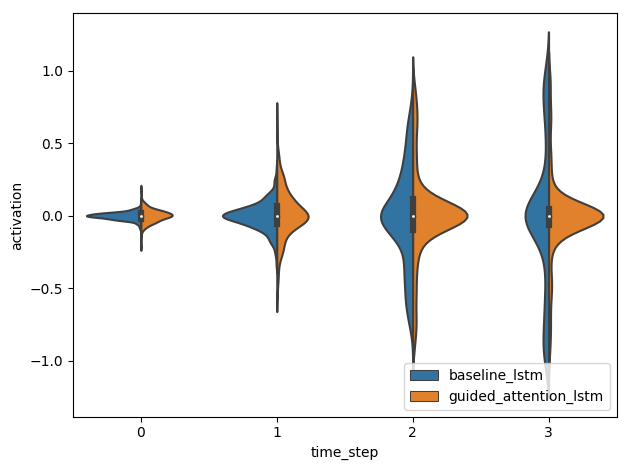 1.0
0.5
0.0
−0.5
−1.0
activation
0
1
2
3
time_step
baseline_lstm
guided_attention_lstm